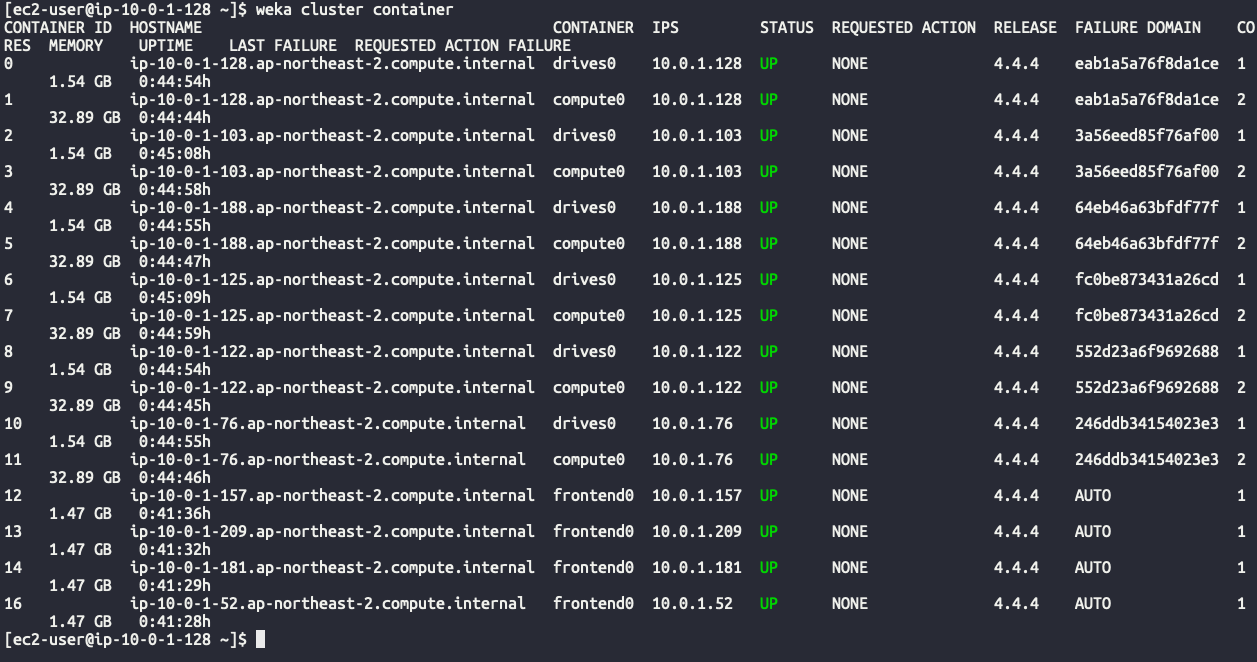 [ec2-user@ip-10-0-1-128 ~]$ weka cluster container
CONTAINER ID  HOSTNAME                                       CONTAINER  IPS         STATUS  REQUESTED ACTION  RELEASE  FAILURE DOMAIN    CO
RES  MEMORY    UPTIME    LAST FAILURE  REQUESTED ACTION FAILURE
0             ip-10-0-1-128.ap-northeast-2.compute.internal  drives0    10.0.1.128  UP      NONE              4.4.4    eab1a5a76f8da1ce  1
     1.54 GB   0:44:54h
1             ip-10-0-1-128.ap-northeast-2.compute.internal  compute0   10.0.1.128  UP      NONE              4.4.4    eab1a5a76f8da1ce  2
     32.89 GB  0:44:44h
2             ip-10-0-1-103.ap-northeast-2.compute.internal  drives0    10.0.1.103  UP      NONE              4.4.4    3a56eed85f76af00  1
     1.54 GB   0:45:08h
3             ip-10-0-1-103.ap-northeast-2.compute.internal  compute0   10.0.1.103  UP      NONE              4.4.4    3a56eed85f76af00  2
     32.89 GB  0:44:58h
4             ip-10-0-1-188.ap-northeast-2.compute.internal  drives0    10.0.1.188  UP      NONE              4.4.4    64eb46a63bfdf77f  1
     1.54 GB   0:44:55h
5             ip-10-0-1-188.ap-northeast-2.compute.internal  compute0   10.0.1.188  UP      NONE              4.4.4    64eb46a63bfdf77f  2
     32.89 GB  0:44:47h
6             ip-10-0-1-125.ap-northeast-2.compute.internal  drives0    10.0.1.125  UP      NONE              4.4.4    fc0be873431a26cd  1
     1.54 GB   0:45:09h
7             ip-10-0-1-125.ap-northeast-2.compute.internal  compute0   10.0.1.125  UP      NONE              4.4.4    fc0be873431a26cd  2
     32.89 GB  0:44:59h
8             ip-10-0-1-122.ap-northeast-2.compute.internal  drives0    10.0.1.122  UP      NONE              4.4.4    552d23a6f9692688  1
     1.54 GB   0:44:54h
9             ip-10-0-1-122.ap-northeast-2.compute.internal  compute0   10.0.1.122  UP      NONE              4.4.4    552d23a6f9692688  2
     32.89 GB  0:44:45h
10            ip-10-0-1-76.ap-northeast-2.compute.internal   drives0    10.0.1.76   UP      NONE              4.4.4    246ddb34154023e3  1
     1.54 GB   0:44:55h
11            ip-10-0-1-76.ap-northeast-2.compute.internal   compute0   10.0.1.76   UP      NONE              4.4.4    246ddb34154023e3  2
     32.89 GB  0:44:46h
12            ip-10-0-1-157.ap-northeast-2.compute.internal  frontend0  10.0.1.157  UP      NONE              4.4.4    AUTO              1
     1.47 GB   0:41:36h
13            ip-10-0-1-209.ap-northeast-2.compute.internal  frontend0  10.0.1.209  UP      NONE              4.4.4    AUTO              1
     1.47 GB   0:41:32h
14            ip-10-0-1-181.ap-northeast-2.compute.internal  frontend0  10.0.1.181  UP      NONE              4.4.4    AUTO              1
     1.47 GB   0:41:29h
16            ip-10-0-1-52.ap-northeast-2.compute.internal   frontend0  10.0.1.52   UP      NONE              4.4.4    AUTO              1
     1.47 GB   0:41:28h
[ec2-user@ip-10-0-1-128 ~]$